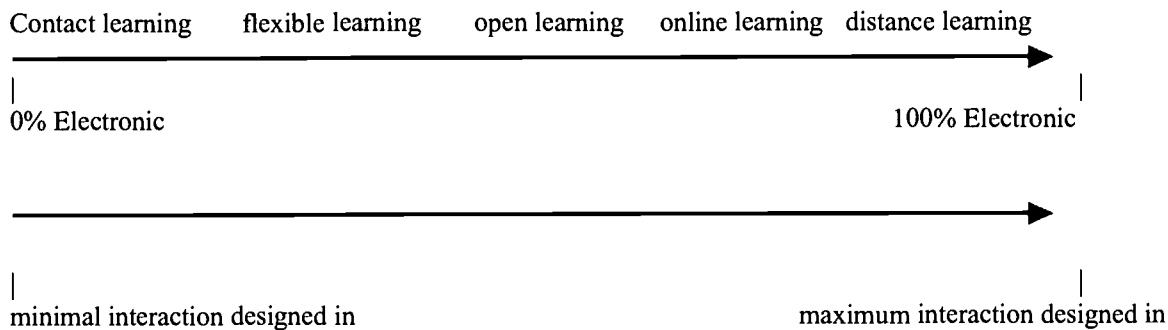 Contact learning flexible learning open learning online learning distance learning
0% Electronic 100% Electronic
minimal interaction designed in maximum interaction designed in